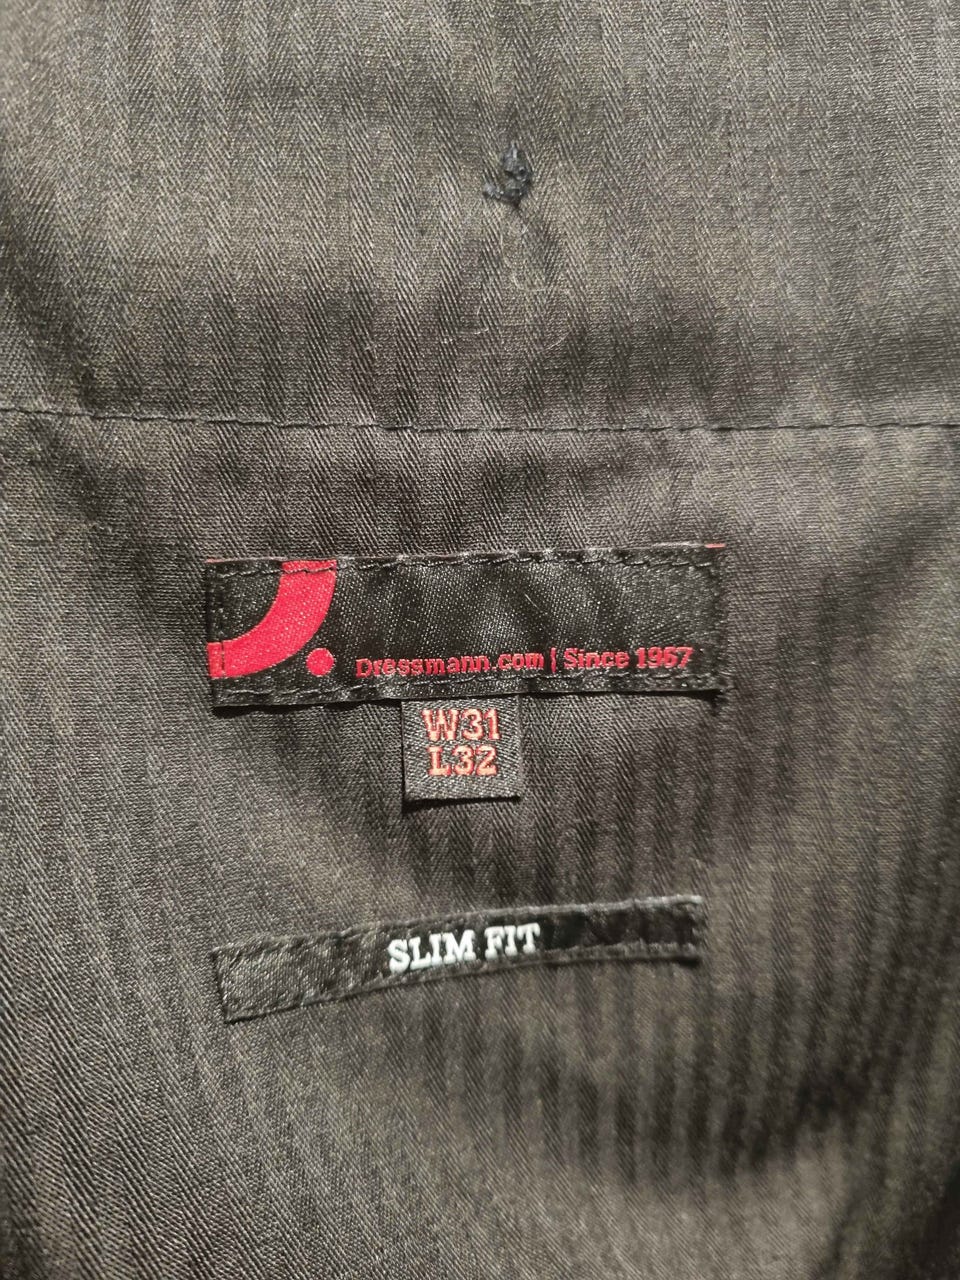 Dressmann.com | Since 1967
W31
L32
SLIM FIT